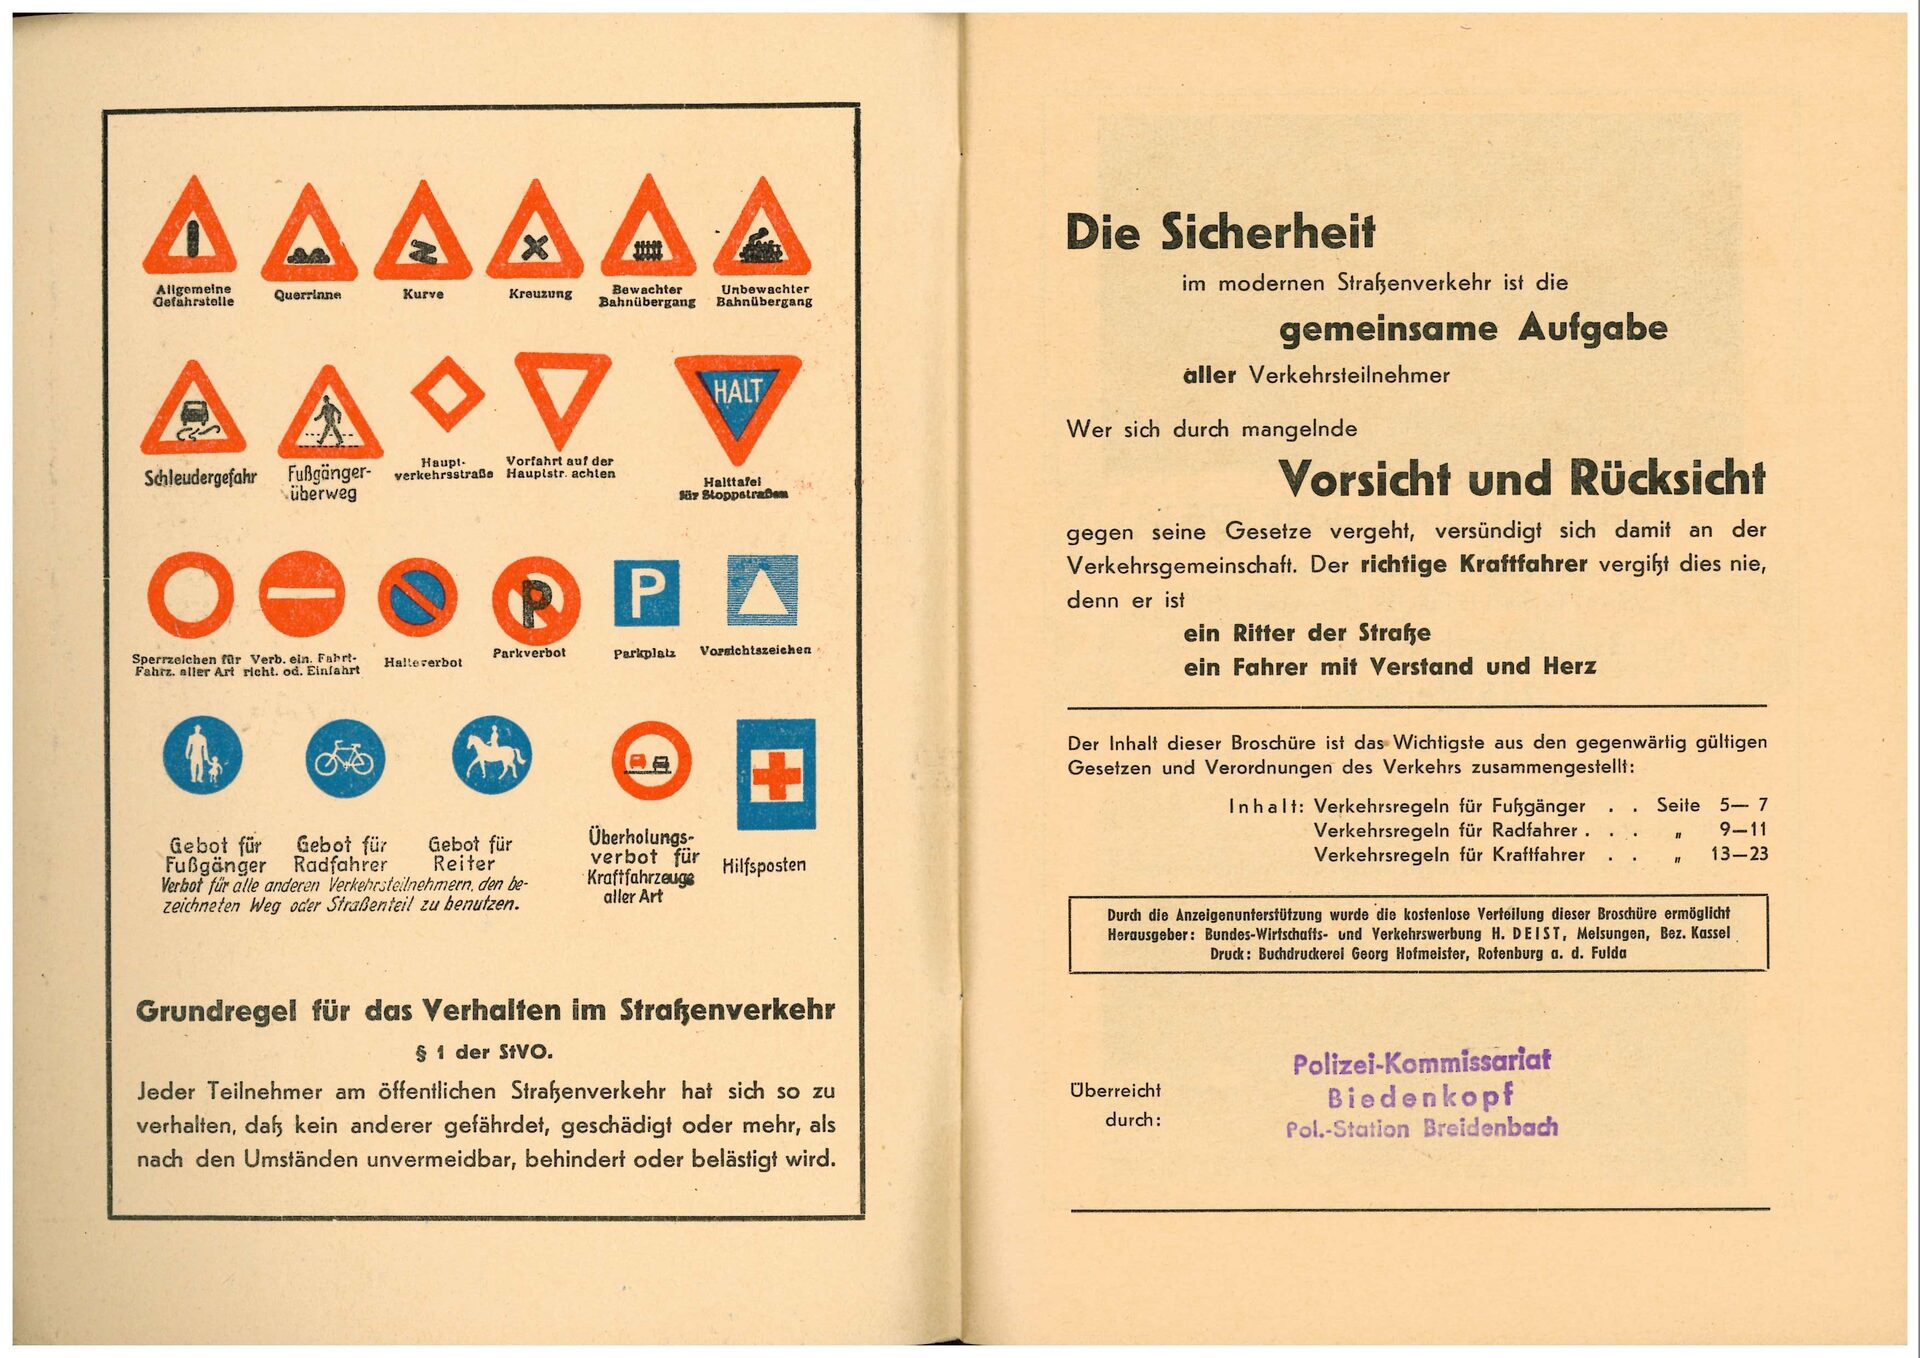 Allgemeine
Gefahrstelle
Querrinne
Kurve
Kreuzung
Bewachter
Bahnübergang
Unbewachter
Bahnübergang
HALT
Schleudergefahr
Fußgänger-
überweg
Haupt-
verkehrsstraße
Vorfahrt auf der
Hauptstr. achten
Halttafel
für Stoppstraßen
P
P
Sperrzeichen für
Fahrz. aller Art
Verb. ein. Fahrt-
richt. od. Einfahrt
Halteverbot
Parkverbot
Parkplatz
Vorsichtszeichen
Gebot für
Fußgänger
Gebot für
Radfahrer
Gebot für
Reiter
Verbot für alle anderen Verkehrsteilnehmern, den be-
zeichneten Weg oder Straßenteil zu benutzen.
Überholungs-
verbot für
Kraftfahrzeuge
aller Art
Hilfsposten
Grundregel für das Verhalten im Straßenverkehr
§ 1 der StVO.
Jeder Teilnehmer am öffentlichen Straßenverkehr hat sich so zu
verhalten, daß kein anderer gefährdet, geschädigt oder mehr, als
nach den Umständen unvermeidbar, behindert oder belästigt wird.
Die Sicherheit
im modernen Straßenverkehr ist die
gemeinsame Aufgabe
aller Verkehrsteilnehmer
Wer sich durch mangelnde
Vorsicht und Rücksicht
gegen seine Gesetze vergeht, versündigt sich damit an der
Verkehrsgemeinschaft. Der richtige Kraftfahrer vergißt dies nie,
denn er ist
ein Ritter der Straße
ein Fahrer mit Verstand und Herz
Der Inhalt dieser Broschüre ist das Wichtigste aus den gegenwärtig gültigen
Gesetzen und Verordnungen des Verkehrs zusammengestellt:
Inhalt: Verkehrsregeln für Fußgänger . . Seite 5— 7
Verkehrsregeln für Radfahrer . . . „ 9—11
Verkehrsregeln für Kraftfahrer . . „ 13—23
Durch die Anzeigenunterstützung wurde die kostenlose Verteilung dieser Broschüre ermöglicht
Herausgeber: Bundes-Wirtschafts- und Verkehrswerbung H. DEIST, Melsungen, Bez. Kassel
Druck: Buchdruckerei Georg Hofmeister, Rotenburg a. d. Fulda
Überreicht
durch:
Polizei-Kommissariat
Biedenkopf
Pol.-Station Breidenbach